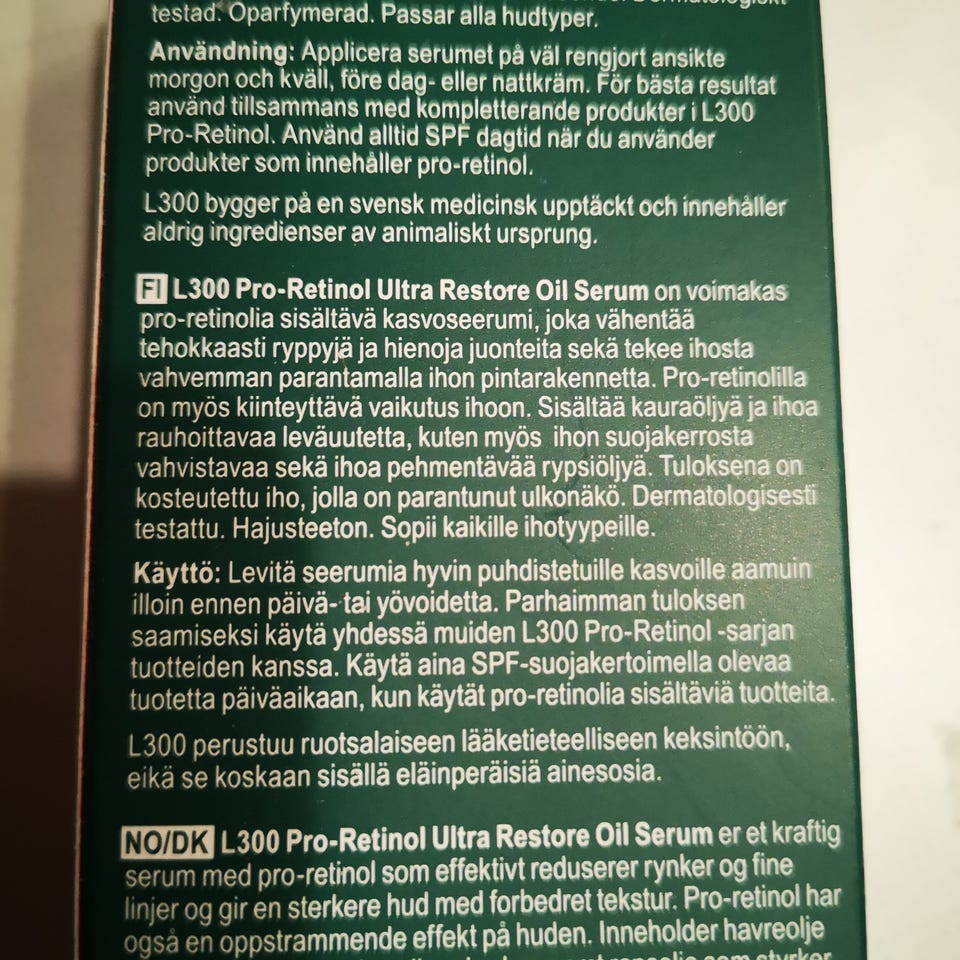 testad. Oparfymerad. Passar alla hudtyper.
Användning: Applicera serumet på väl rengjort ansikte
morgon och kväll, före dag- eller nattkräm. För bästa resultat
använd tillsammans med kompletterande produkter i L300
Pro-Retinol. Använd alltid SPF dagtid när du använder
produkter som innehåller pro-retinol.
L300 bygger på en svensk medicinsk upptäckt och innehåller
aldrig ingredienser av animaliskt ursprung.
FI L300 Pro-Retinol Ultra Restore Oil Serum on voimakas
pro-retinolia sisältävä kasvoseerumi, joka vähentää
tehokkaasti ryppyjä ja hienoja juonteita sekä tekee ihosta
vahvemman parantamalla ihon pintarakennetta. Pro-retinolilla
on myös kiinteyttävä vaikutus ihoon. Sisältää kauraöljyä ja ihoa
rauhoittavaa leväuutetta, kuten myös ihon suojakerrosta
vahvistavaa sekä ihoa pehmentävää rypsiöljyä. Tuloksena on
kosteutettu iho, jolla on parantunut ulkonäkö. Dermatologisesti
testattu. Hajusteeton. Sopii kaikille ihotyypeille.
Käyttö: Levitä seerumia hyvin puhdistetuille kasvoille aamuin
illoin ennen päivä- tai yövoidetta. Parhaimman tuloksen
saamiseksi käytä yhdessä muiden L300 Pro-Retinol -sarjan
tuotteiden kanssa. Käytä aina SPF-suojakertoimella olevaa
tuotetta päiväaikaan, kun käytät pro-retinolia sisältäviä tuotteita.
L300 perustuu ruotsalaiseen lääketieteelliseen keksintöön,
eikä se koskaan sisällä eläinperäisiä ainesosia.
NO/DK L300 Pro-Retinol Ultra Restore Oil Serum er et kraftig
serum med pro-retinol som effektivt reduserer rynker og fine
linjer og gir en sterkere hud med forbedret tekstur. Pro-retinol har
også en oppstrammende effekt på huden. Inneholder havreolje